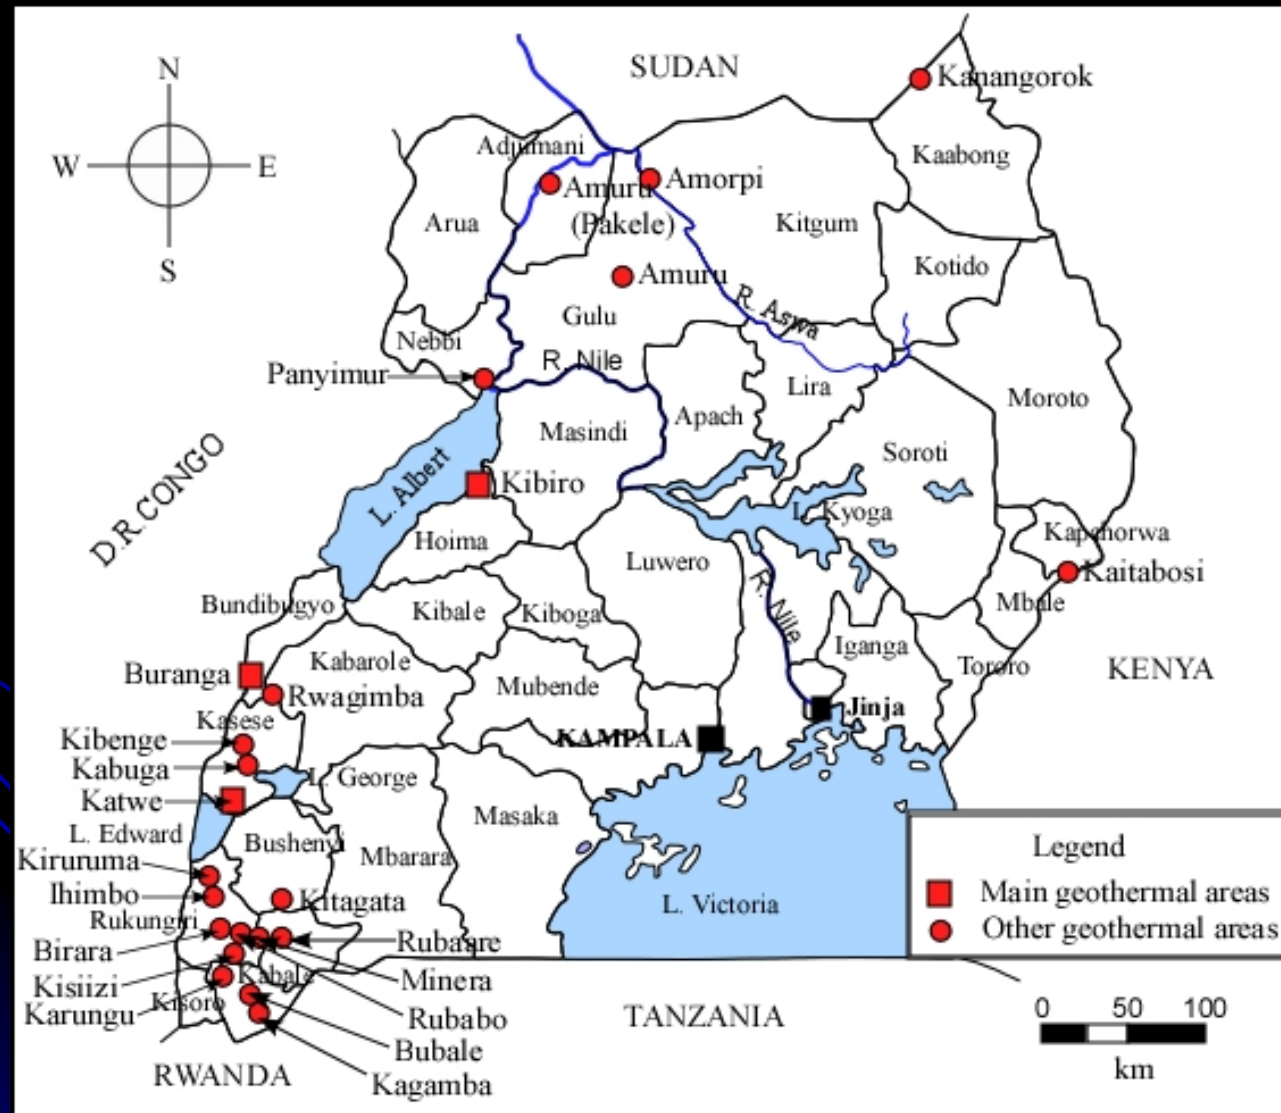 SUDAN
N
W
E
S
Kanangorok
Kaabong
Adjumani
Amuru
(Pakele)
Amorpi
Arua
Kitgum
Kotido
Amuru
Gulu
R. Aswa
Nebbi
R. Nile
Panyimur
Lira
Moroto
Apach
Masindi
Soroti
D.R.CONGO
L. Albert
Kibiro
L. Kyoga
Hoima
Kapchorwa
Luwero
Kaitabosi
Bundibugyo
Kibale
Kiboga
R. Nile
Mbale
Iganga
Kabarole
Tororo
KENYA
Buranga
Rwagimba
Mubende
Kasese
Jinja
Kibenge
KAMPALA
Kabuga
L. George
Katwe
Masaka
L. Edward
Bushenyi
Mbarara
Kiruruma
Ihimbo
Kitagata
L. Victoria
Rukungiri
Birara
Rubaare
Kisiizi
Kabale
Minera
Karungu
Kisoro
Rubabo
TANZANIA
Bubale
RWANDA
Kagamba
Legend
Main geothermal areas
Other geothermal areas
0 50 100
km